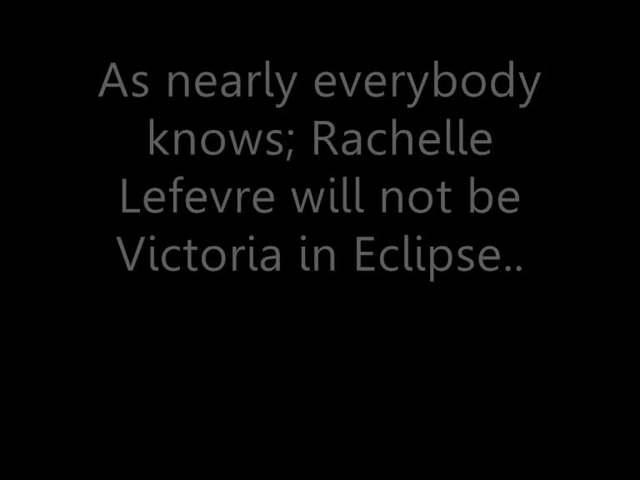 As nearly everybody
knows; Rachelle
Lefevre will not be
Victoria in Eclipse..